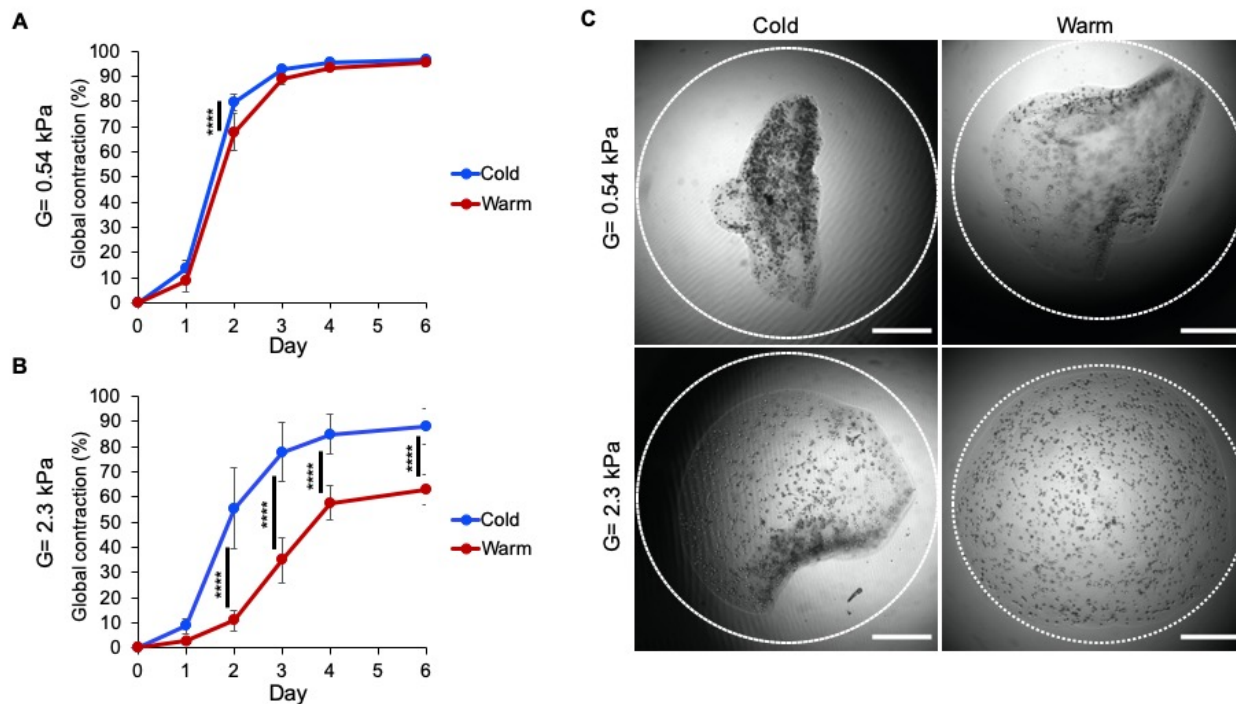 A
G= 0.54 kPa
Global contraction (%)
100
90
80
70
60
50
40
30
20
10
0
****
Cold
Warm
0 1 2 3 4 5 6
Day
B
G= 2.3 kPa
Global contraction (%)
100
90
80
70
60
50
40
30
20
10
0
****
****
****
****
Cold
Warm
0 1 2 3 4 5 6
Day
C
Cold Warm
G= 0.54 kPa
G= 2.3 kPa